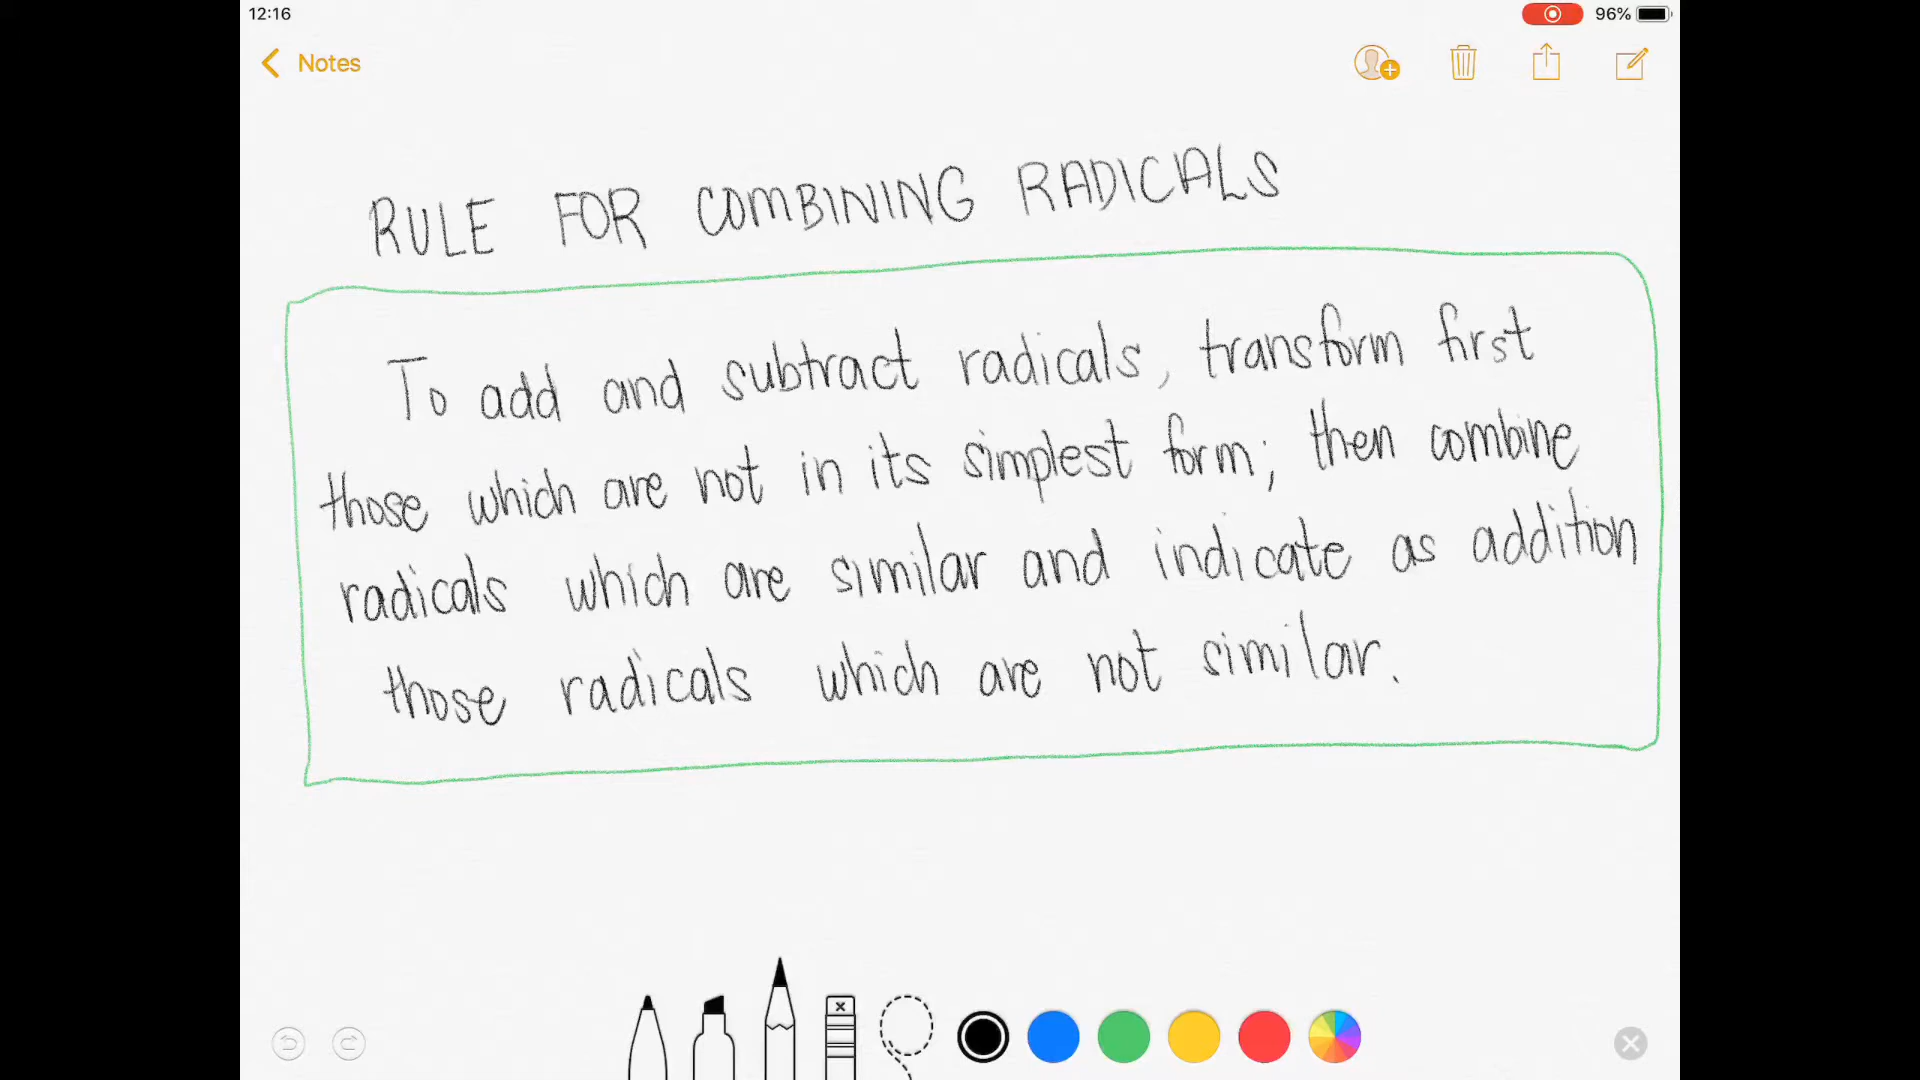 12:16
96%
Notes
RULE FOR COMBINING RADICALS
To add and subtract radicals, transform first
those which are not in its simplest form; then combine
radicals which are similar and indicate as addition
those radicals which are not similar.